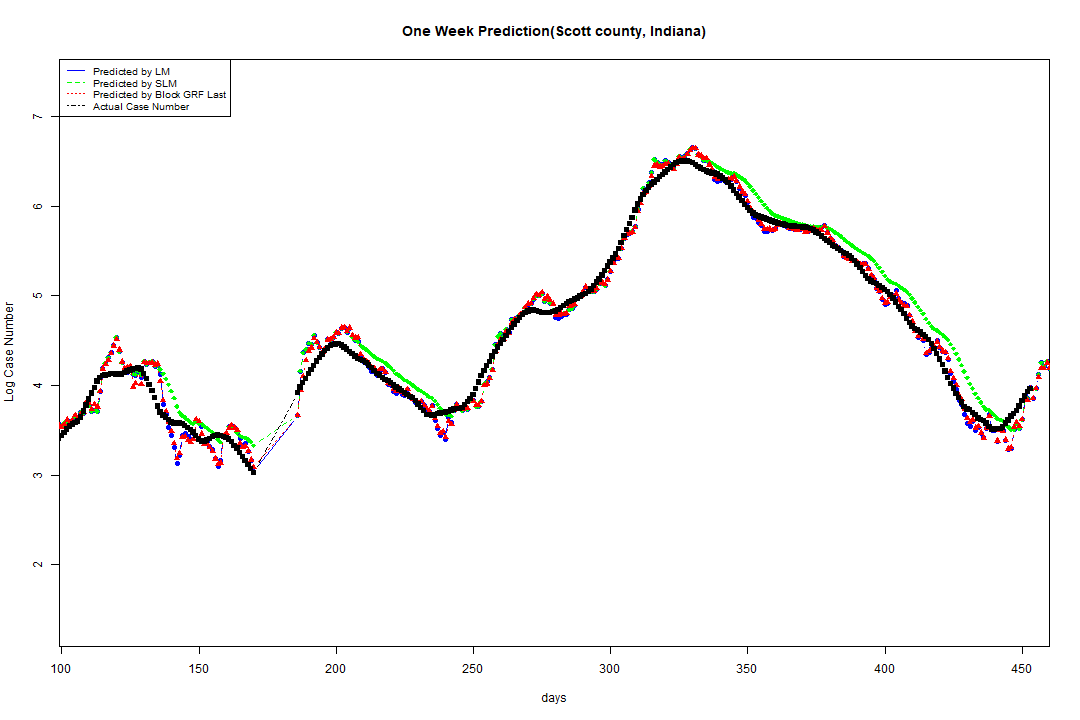 One Week Prediction(Scott county, Indiana)
Predicted by LM
Predicted by SLM
Predicted by Block GRF Last
Actual Case Number
7
6
5
4
3
2
Log Case Number
100 150 200 250 300 350 400 450
days